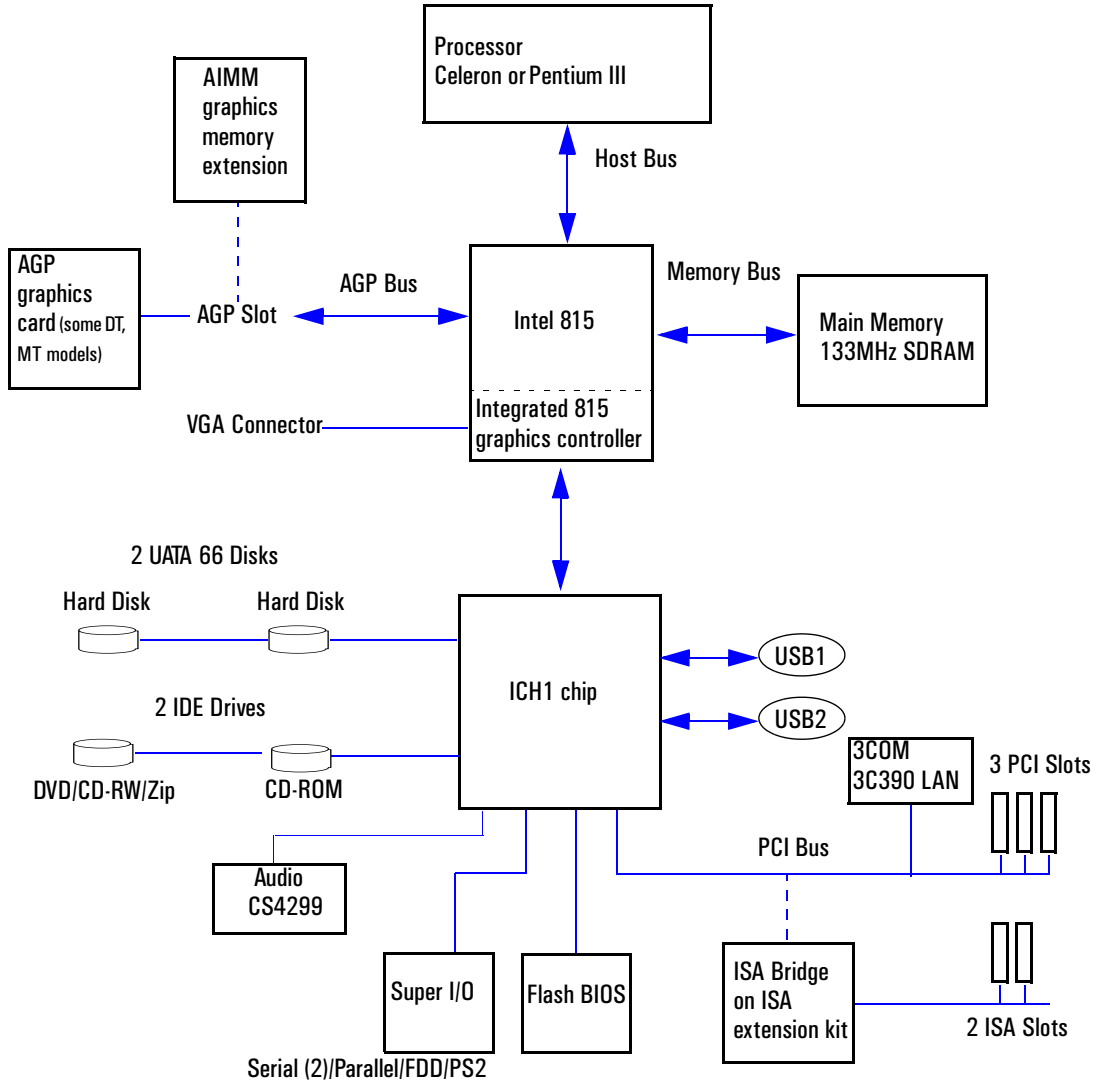 Processor
Celeron or Pentium III
AIMM
graphics
memory
extension
Host Bus
AGP
graphics
card (some DT,
MT models)
AGP Slot
AGP Bus
Intel 815
Memory Bus
Main Memory
133MHz SDRAM
Integrated 815
graphics controller
VGA Connector
2 UATA 66 Disks
Hard Disk
Hard Disk
ICH1 chip
USB1
USB2
2 IDE Drives
DVD/CD-RW/Zip
CD-ROM
3COM
3C390 LAN
3 PCI Slots
PCI Bus
Audio
CS4299
Super I/O
Flash BIOS
ISA Bridge
on ISA
extension kit
2 ISA Slots
Serial (2)/Parallel/FDD/PS2